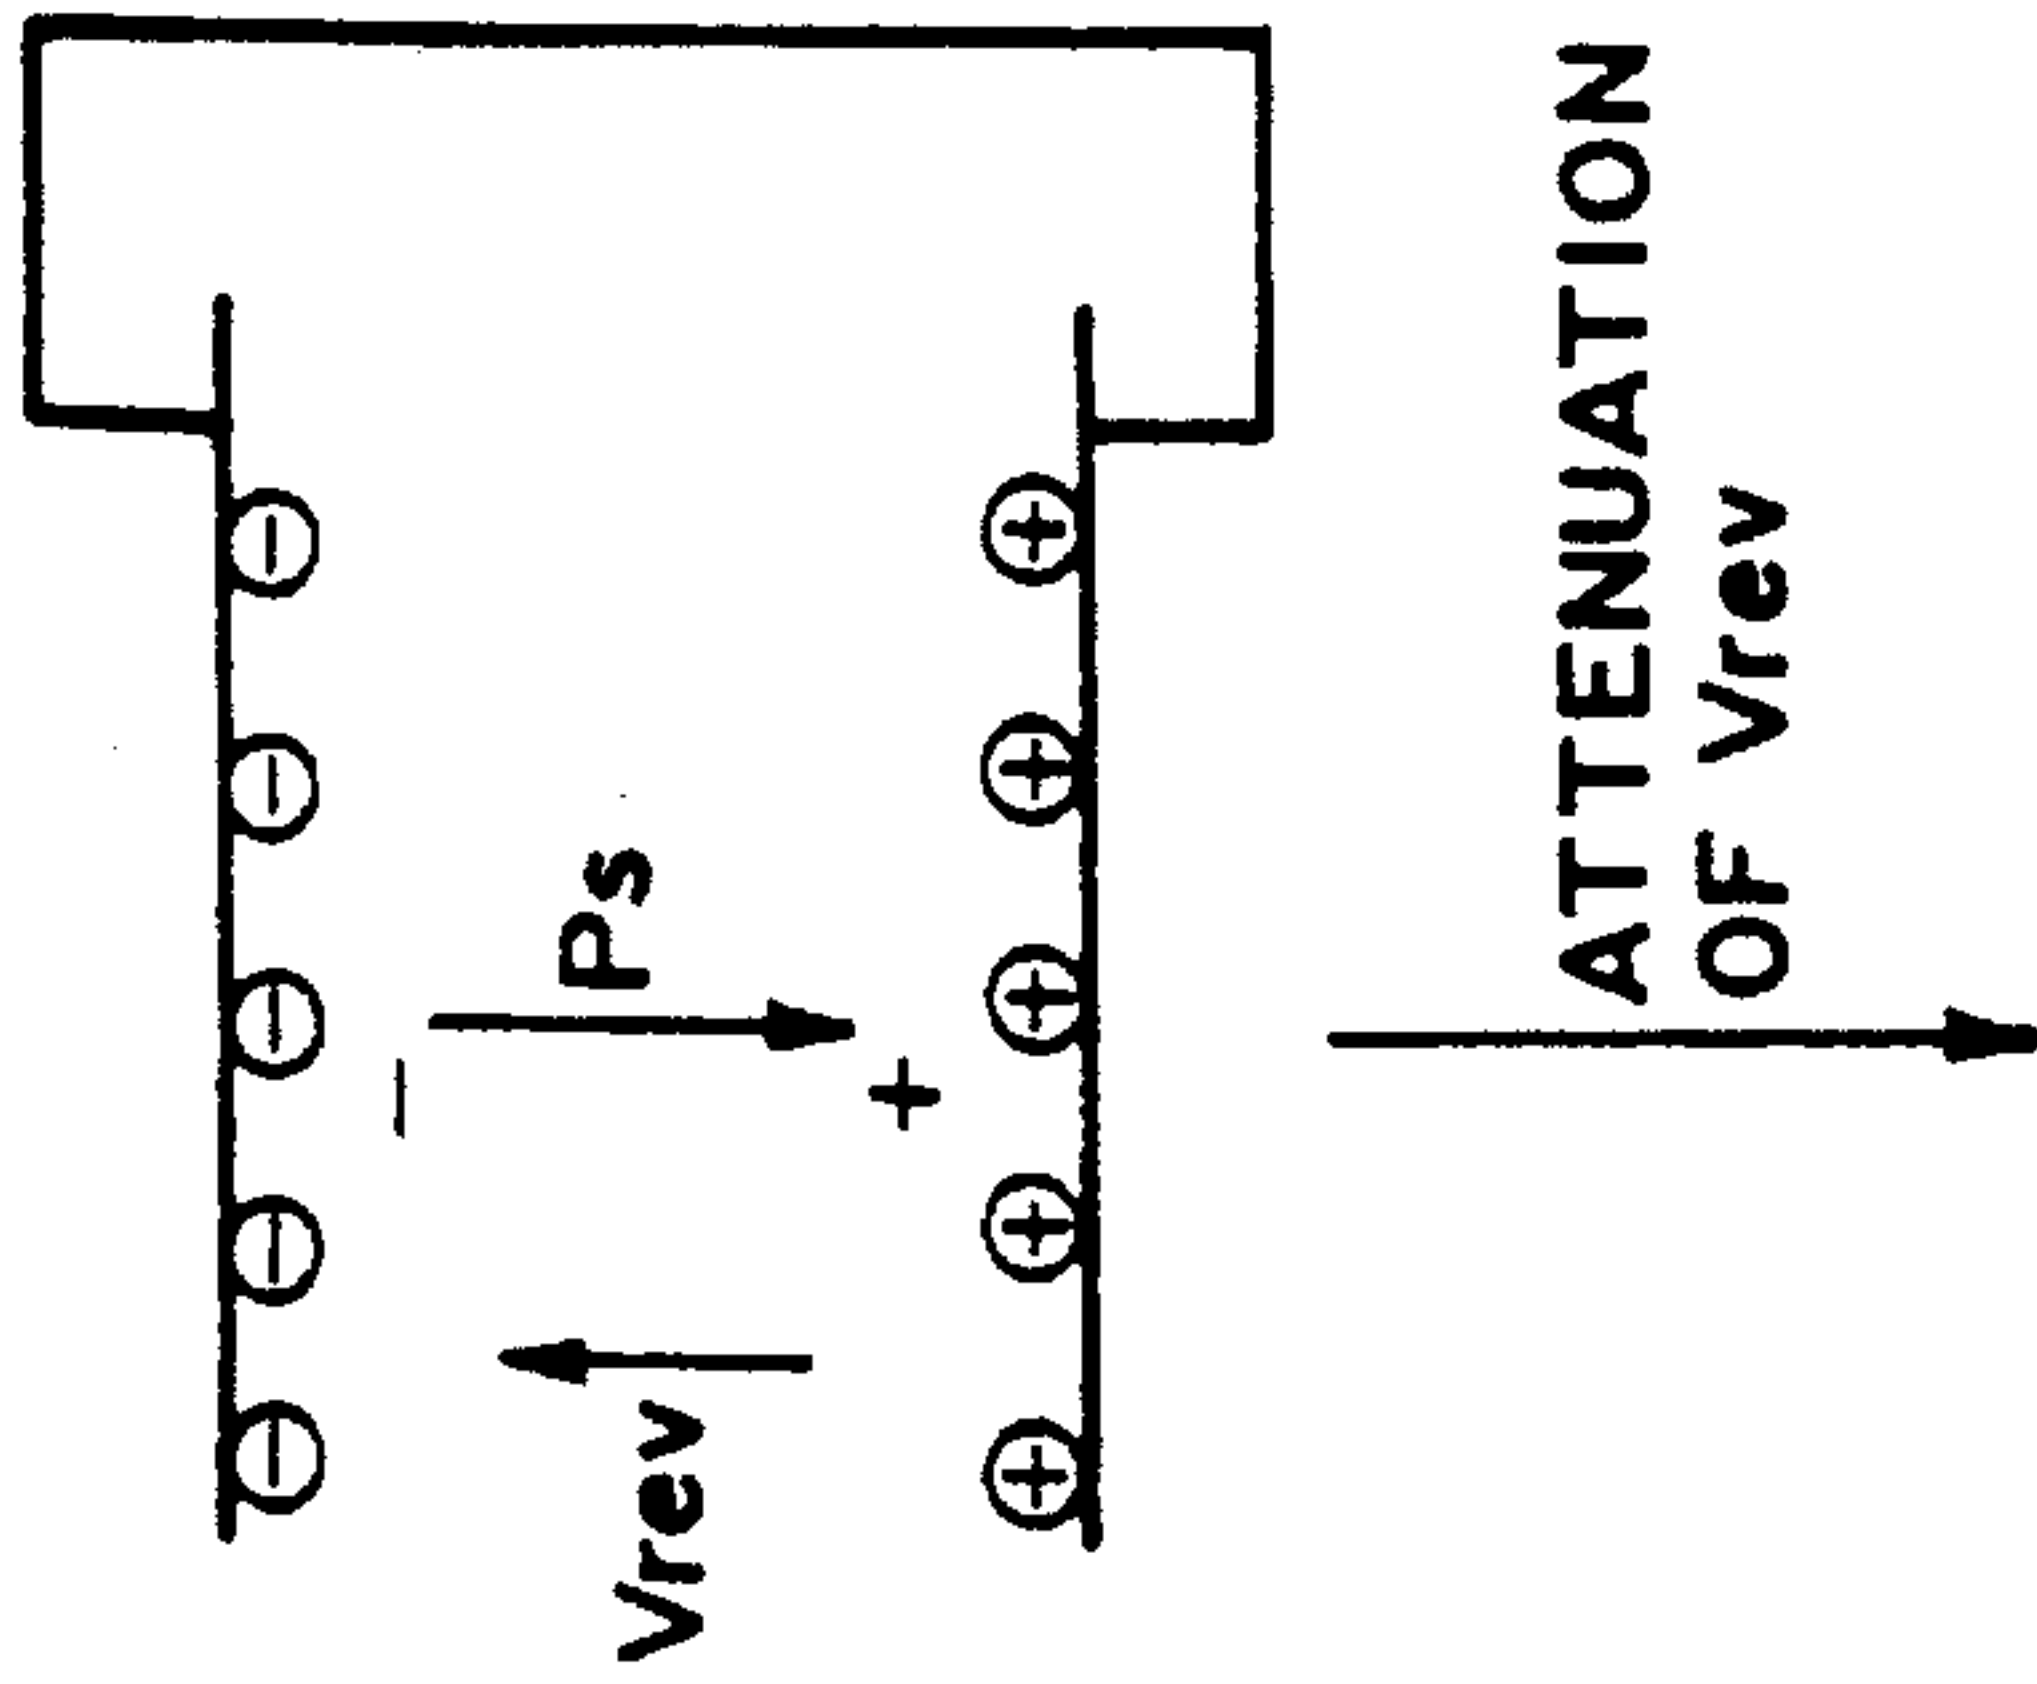 Vrev
−
Ps
+
− − − − −
+ + + + +
ATTENUATION
OF Vrev